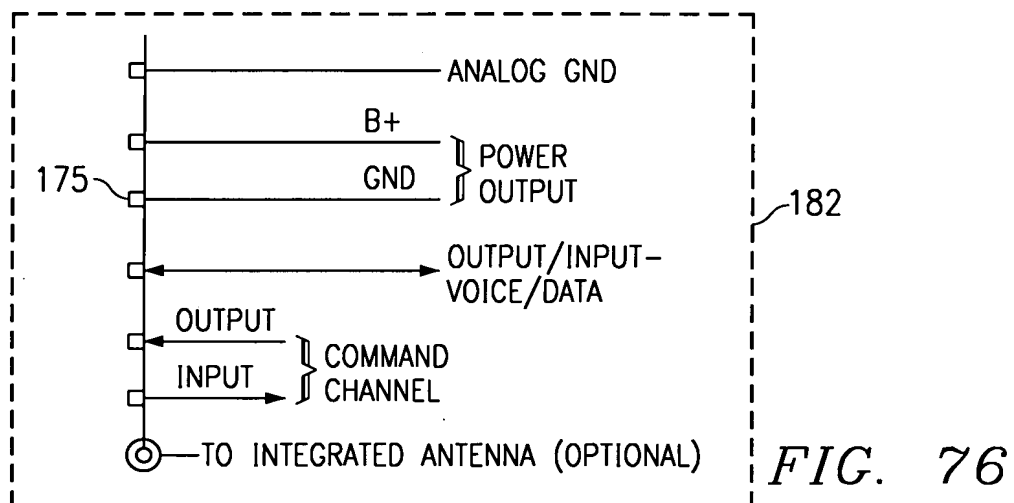 ANALOG GND
B+
POWER
175
GND
OUTPUT
182
OUTPUT/INPUT-
VOICE/DATA
OUTPUT
COMMAND
INPUT
CHANNEL
TO INTEGRATED ANTENNA (OPTIONAL)
FIG. 76